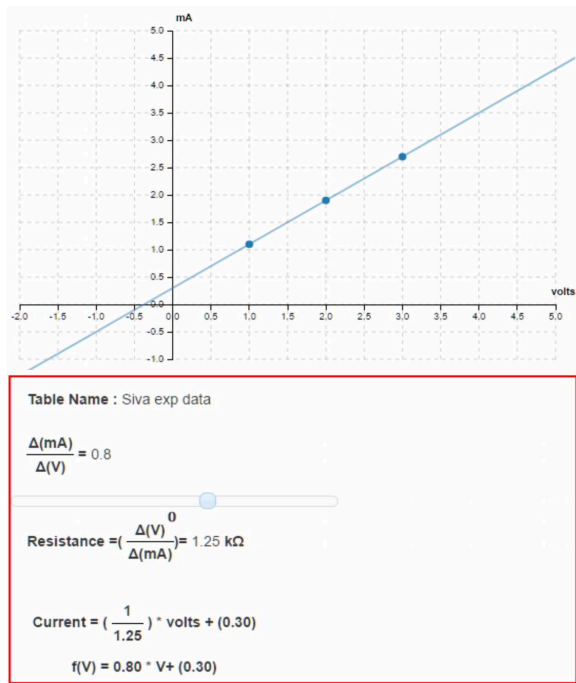 mA
5.0
4.5
4.0
3.5
3.0
2.5
2.0
1.5
1.0
0.5
0.0
volts
-2.0 -1.5 -1.0 -0.5 0.0 0.5 1.0 1.5 2.0 2.5 3.0 3.5 4.0 4.5 5.0
-0.5
-1.0
Table Name : Siva exp data
Δ(mA)
Δ(V)
= 0.8
0
Resistance =( Δ(V)
Δ(mA) )= 1.25 kΩ
Current = ( 1
1.25 ) * volts + (0.30)
f(V) = 0.80 * V+ (0.30)